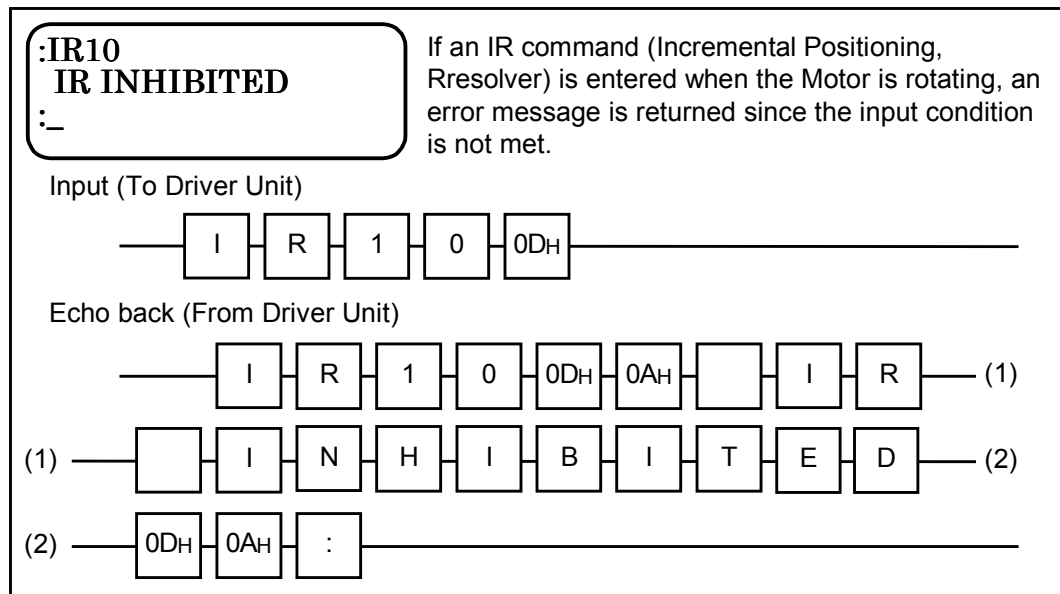 :IR10
IR INHIBITED
:_
If an IR command (Incremental Positioning,
Rresolver) is entered when the Motor is rotating, an
error message is returned since the input condition
is not met.
Input (To Driver Unit)
I R 1 0 0DH
Echo back (From Driver Unit)
I R 1 0 0DH 0AH I R (1)
(1) I N H I B I T E D (2)
(2) 0DH 0AH :